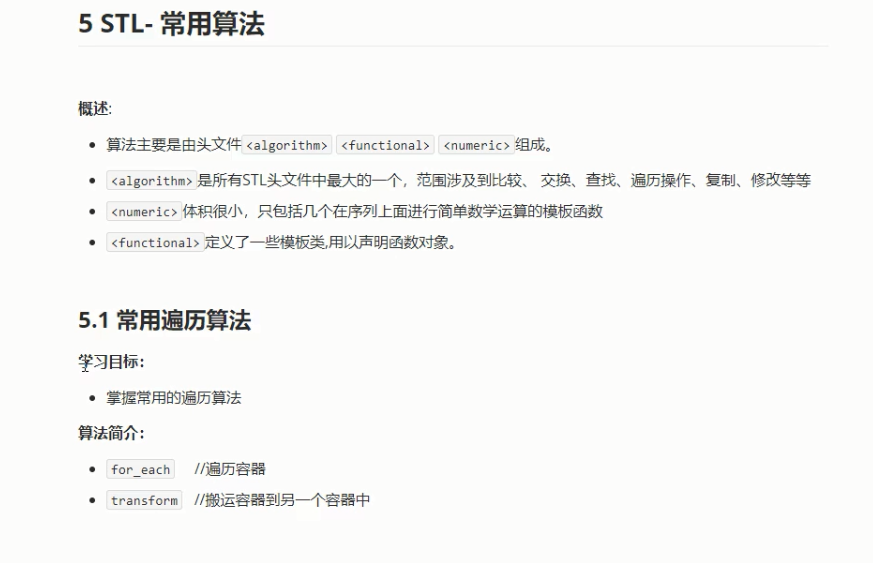 5 STL- 常用算法
概述:
算法主要是由头文件<algorithm> <functional> <numeric>组成。
<algorithm>是所有STL头文件中最大的一个，范围涉及到比较、 交换、查找、遍历操作、复制、修改等等
<numeric>体积很小，只包括几个在序列上面进行简单数学运算的模板函数
<functional>定义了一些模板类,用以声明函数对象。
5.1 常用遍历算法
学习目标：
掌握常用的遍历算法
算法简介：
for_each //遍历容器
transform //搬运容器到另一个容器中